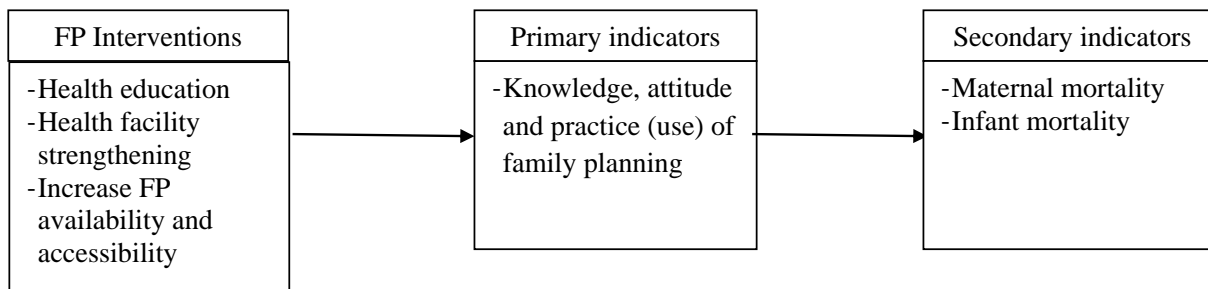 FP Interventions
-Health education
-Health facility
strengthening
-Increase FP
availability and
accessibility
Primary indicators
-Knowledge, attitude
and practice (use) of
family planning
Secondary indicators
-Maternal mortality
-Infant mortality